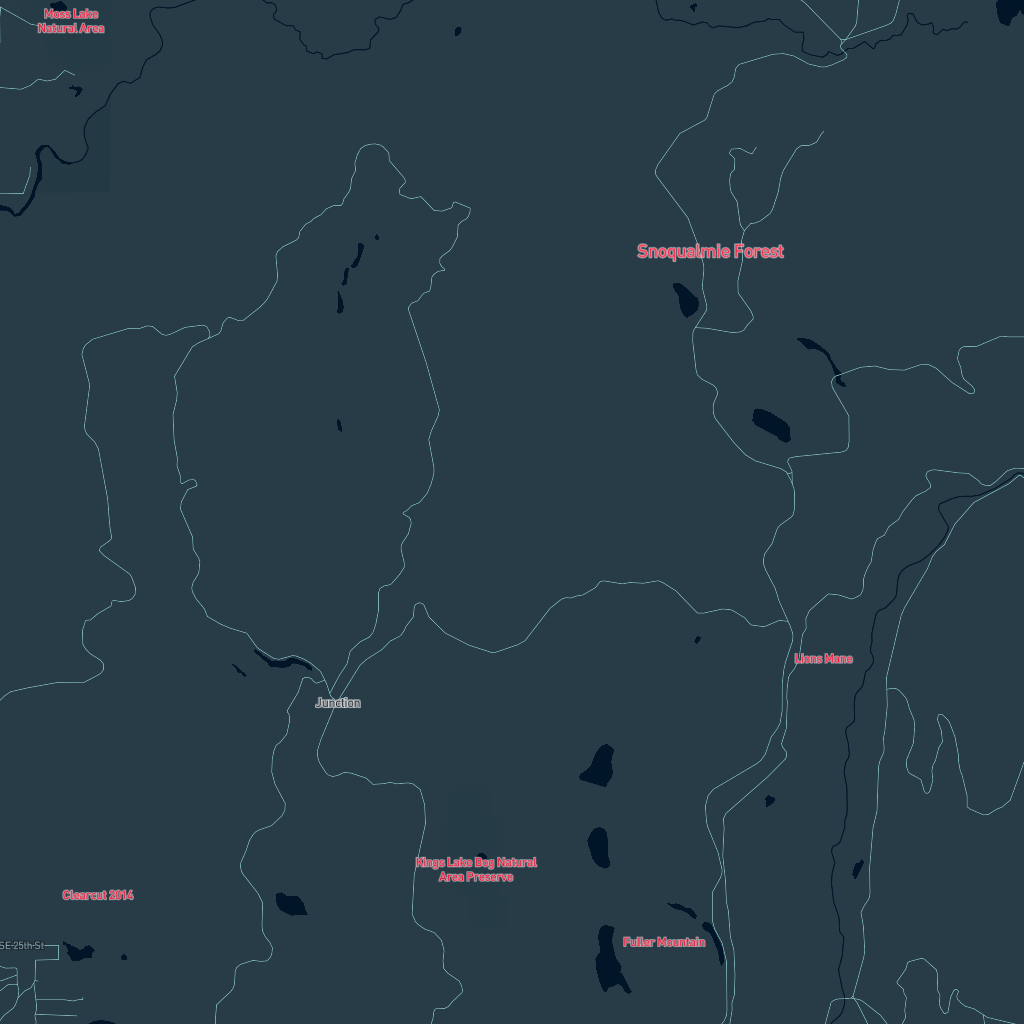 Moss Lake
Natural Area
Snoqualmie Forest
Lions Mane
Junction
Kings Lake Bog Natural
Area Preserve
Clearcut 2014
Fuller Mountain
SE 25th St